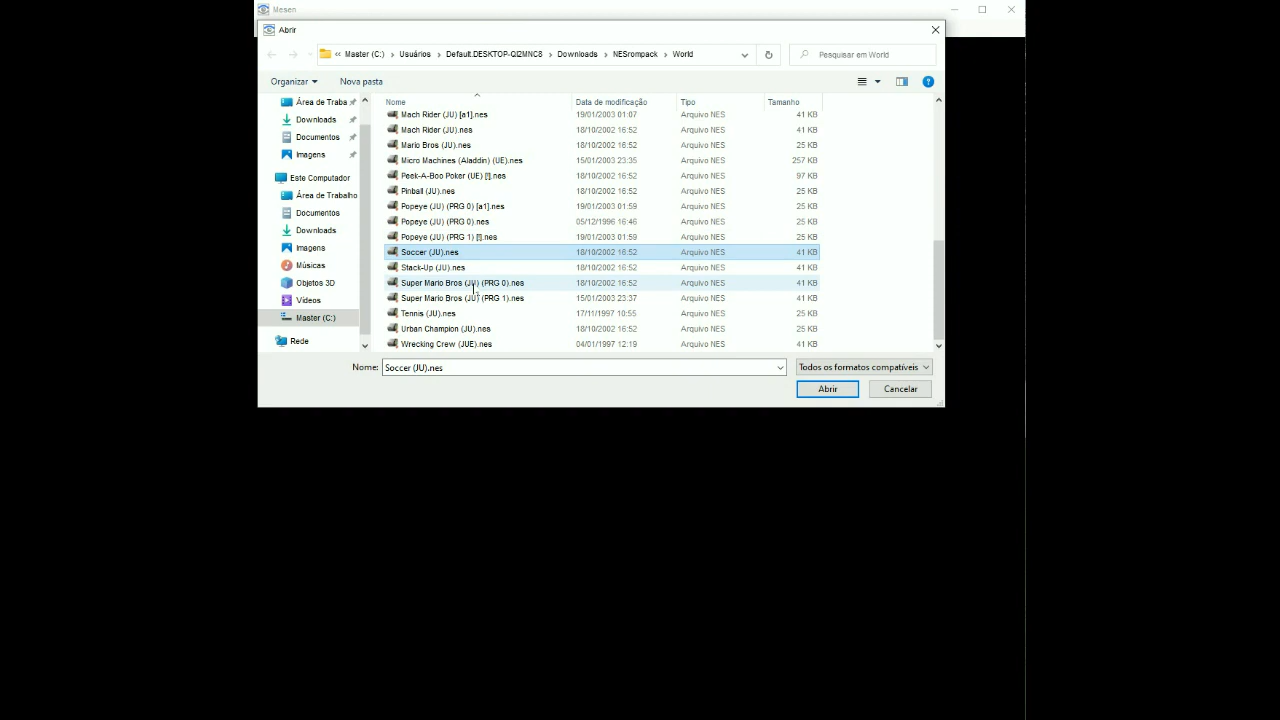 Mesen
Abrir
« Master (C:) > Usuários > Default.DESKTOP-QI2MNC8 > Downloads > NESrompack > World
Pesquisar em World
Organizar
Nova pasta
Área de Traba
Downloads
Documentos
Imagens
Este Computador
Área de Trabalho
Documentos
Downloads
Imagens
Músicas
Objetos 3D
Vídeos
Master (C:)
Rede
Nome Data de modificação Tipo Tamanho
Mach Rider (JU) [a1].nes 19/01/2003 01:07 Arquivo NES 41 KB
Mach Rider (JU).nes 18/10/2002 16:52 Arquivo NES 41 KB
Mario Bros (JU).nes 18/10/2002 16:52 Arquivo NES 25 KB
Micro Machines (Aladdin) (UE).nes 15/01/2003 23:35 Arquivo NES 257 KB
Peek-A-Boo Poker (UE) [!].nes 18/10/2002 16:52 Arquivo NES 97 KB
Pinball (JU).nes 18/10/2002 16:52 Arquivo NES 25 KB
Popeye (JU) (PRG 0) [a1].nes 19/01/2003 01:59 Arquivo NES 25 KB
Popeye (JU) (PRG 0).nes 05/12/1996 16:46 Arquivo NES 25 KB
Popeye (JU) (PRG 1) [!].nes 19/01/2003 01:59 Arquivo NES 25 KB
Soccer (JU).nes 18/10/2002 16:52 Arquivo NES 41 KB
Stack-Up (JU).nes 18/10/2002 16:52 Arquivo NES 41 KB
Super Mario Bros (JU) (PRG 0).nes 18/10/2002 16:52 Arquivo NES 41 KB
Super Mario Bros (JU) (PRG 1).nes 15/01/2003 23:37 Arquivo NES 41 KB
Tennis (JU).nes 17/11/1997 10:55 Arquivo NES 25 KB
Urban Champion (JU).nes 18/10/2002 16:52 Arquivo NES 25 KB
Wrecking Crew (JUE).nes 04/01/1997 12:19 Arquivo NES 41 KB
Nome: Soccer (JU).nes
Todos os formatos compatíveis
Abrir
Cancelar